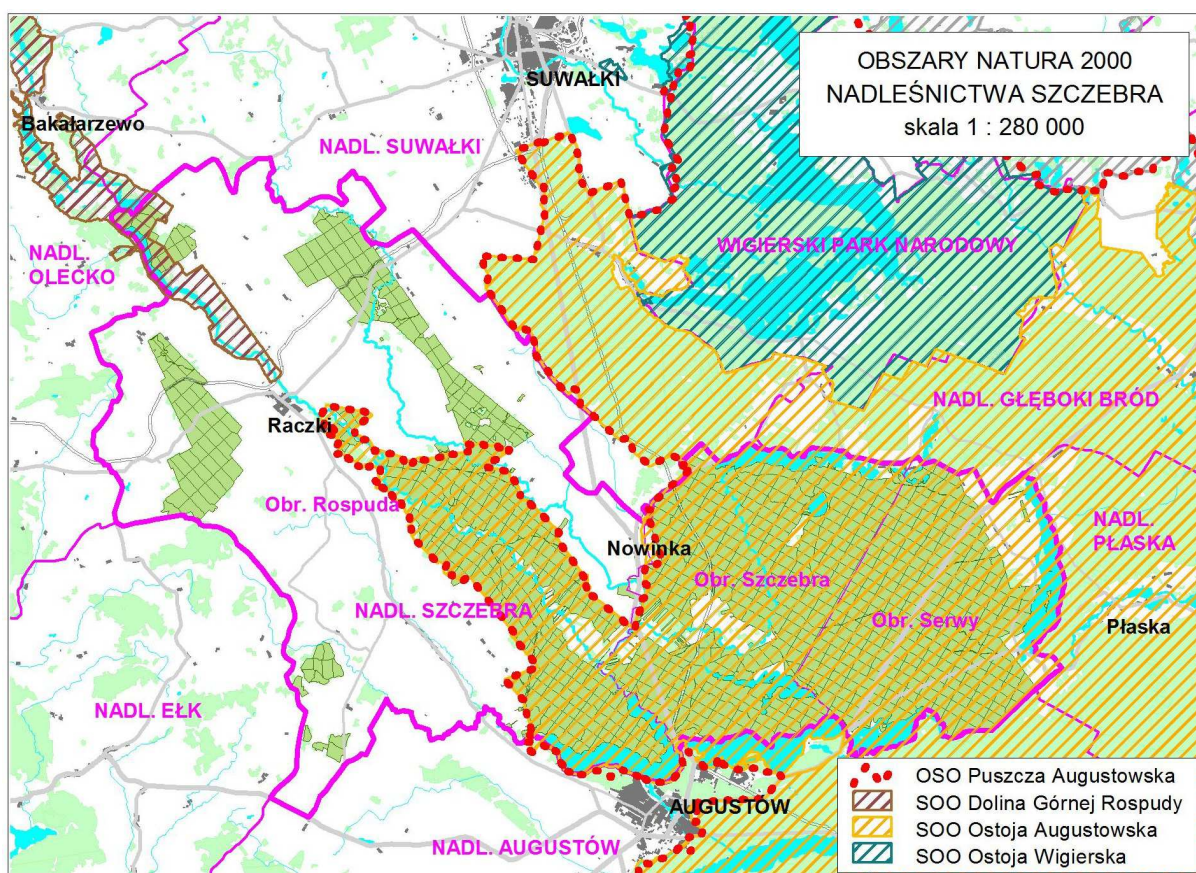 OBSZARY NATURA 2000
NADLEŚNICTWA SZCZEBRA
skala 1 : 280 000
SUWAŁKI
Bakałarzewo
NADL. SUWAŁKI
NADL.
OLECKO
WIGIERSKI PARK NARODOWY
NADL. GŁĘBOKI BRÓD
Raczki
Obr. Rospuda
NADL.
PŁASKA
Nowinka
Obr. Szczebra
NADL. SZCZEBRA
Obr. Serwy
Płaska
NADL. EŁK
AUGUSTÓW
NADL. AUGUSTÓW
OSO Puszcza Augustowska
SOO Dolina Górnej Rospudy
SOO Ostoja Augustowska
SOO Ostoja Wigierska